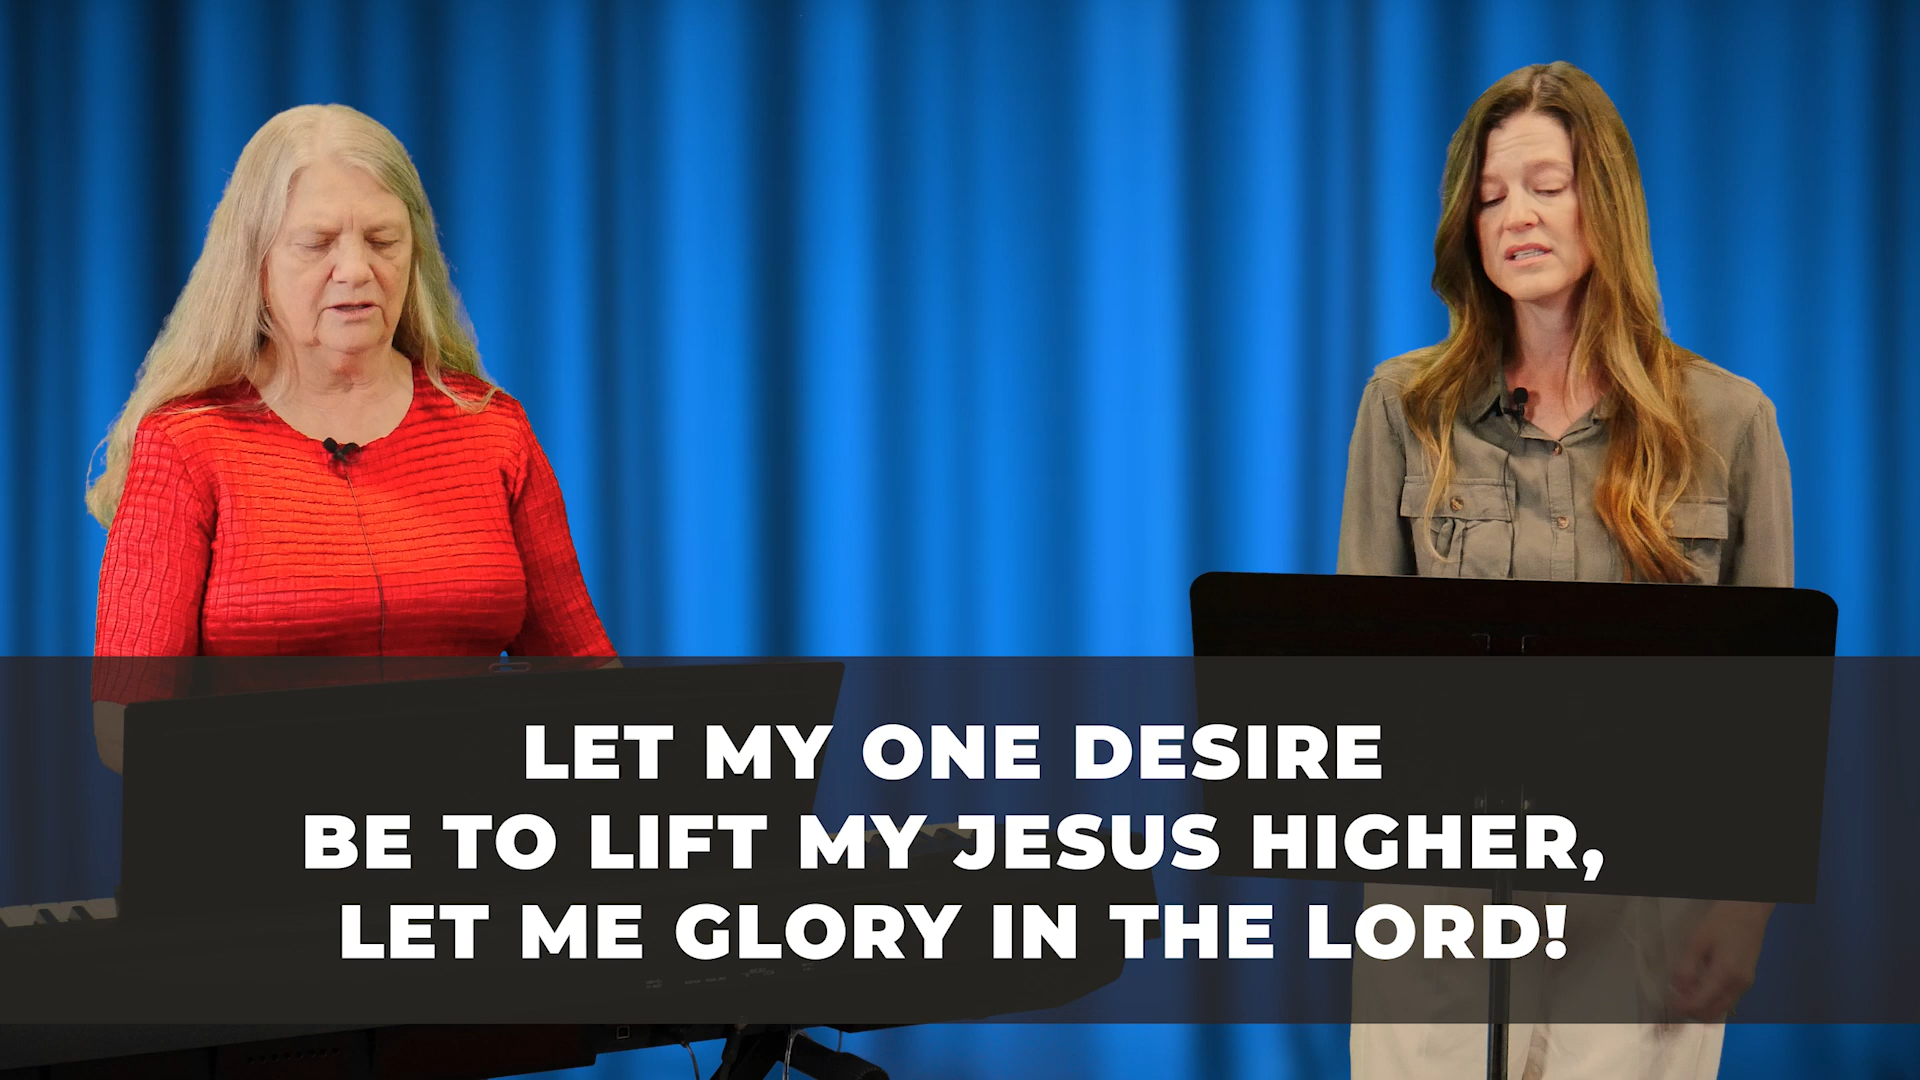 LET MY ONE DESIRE
BE TO LIFT MY JESUS HIGHER,
LET ME GLORY IN THE LORD!